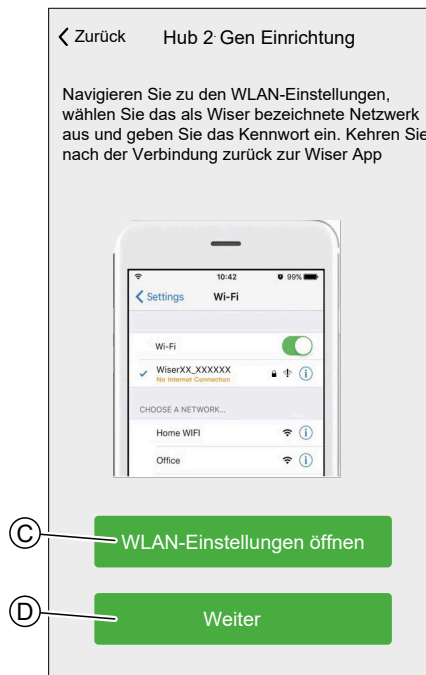 Zurück
Hub 2 Gen Einrichtung
Navigieren Sie zu den WLAN-Einstellungen,
wählen Sie das als Wiser bezeichnete Netzwerk
aus und geben Sie das Kennwort ein. Kehren Sie
nach der Verbindung zurück zur Wiser App
10:42
99%
Settings
Wi-Fi
Wi-Fi
WiserXX_XXXXXX
No Internet Connection
CHOOSE A NETWORK...
Home WIFI
Office
C
WLAN-Einstellungen öffnen
D
Weiter